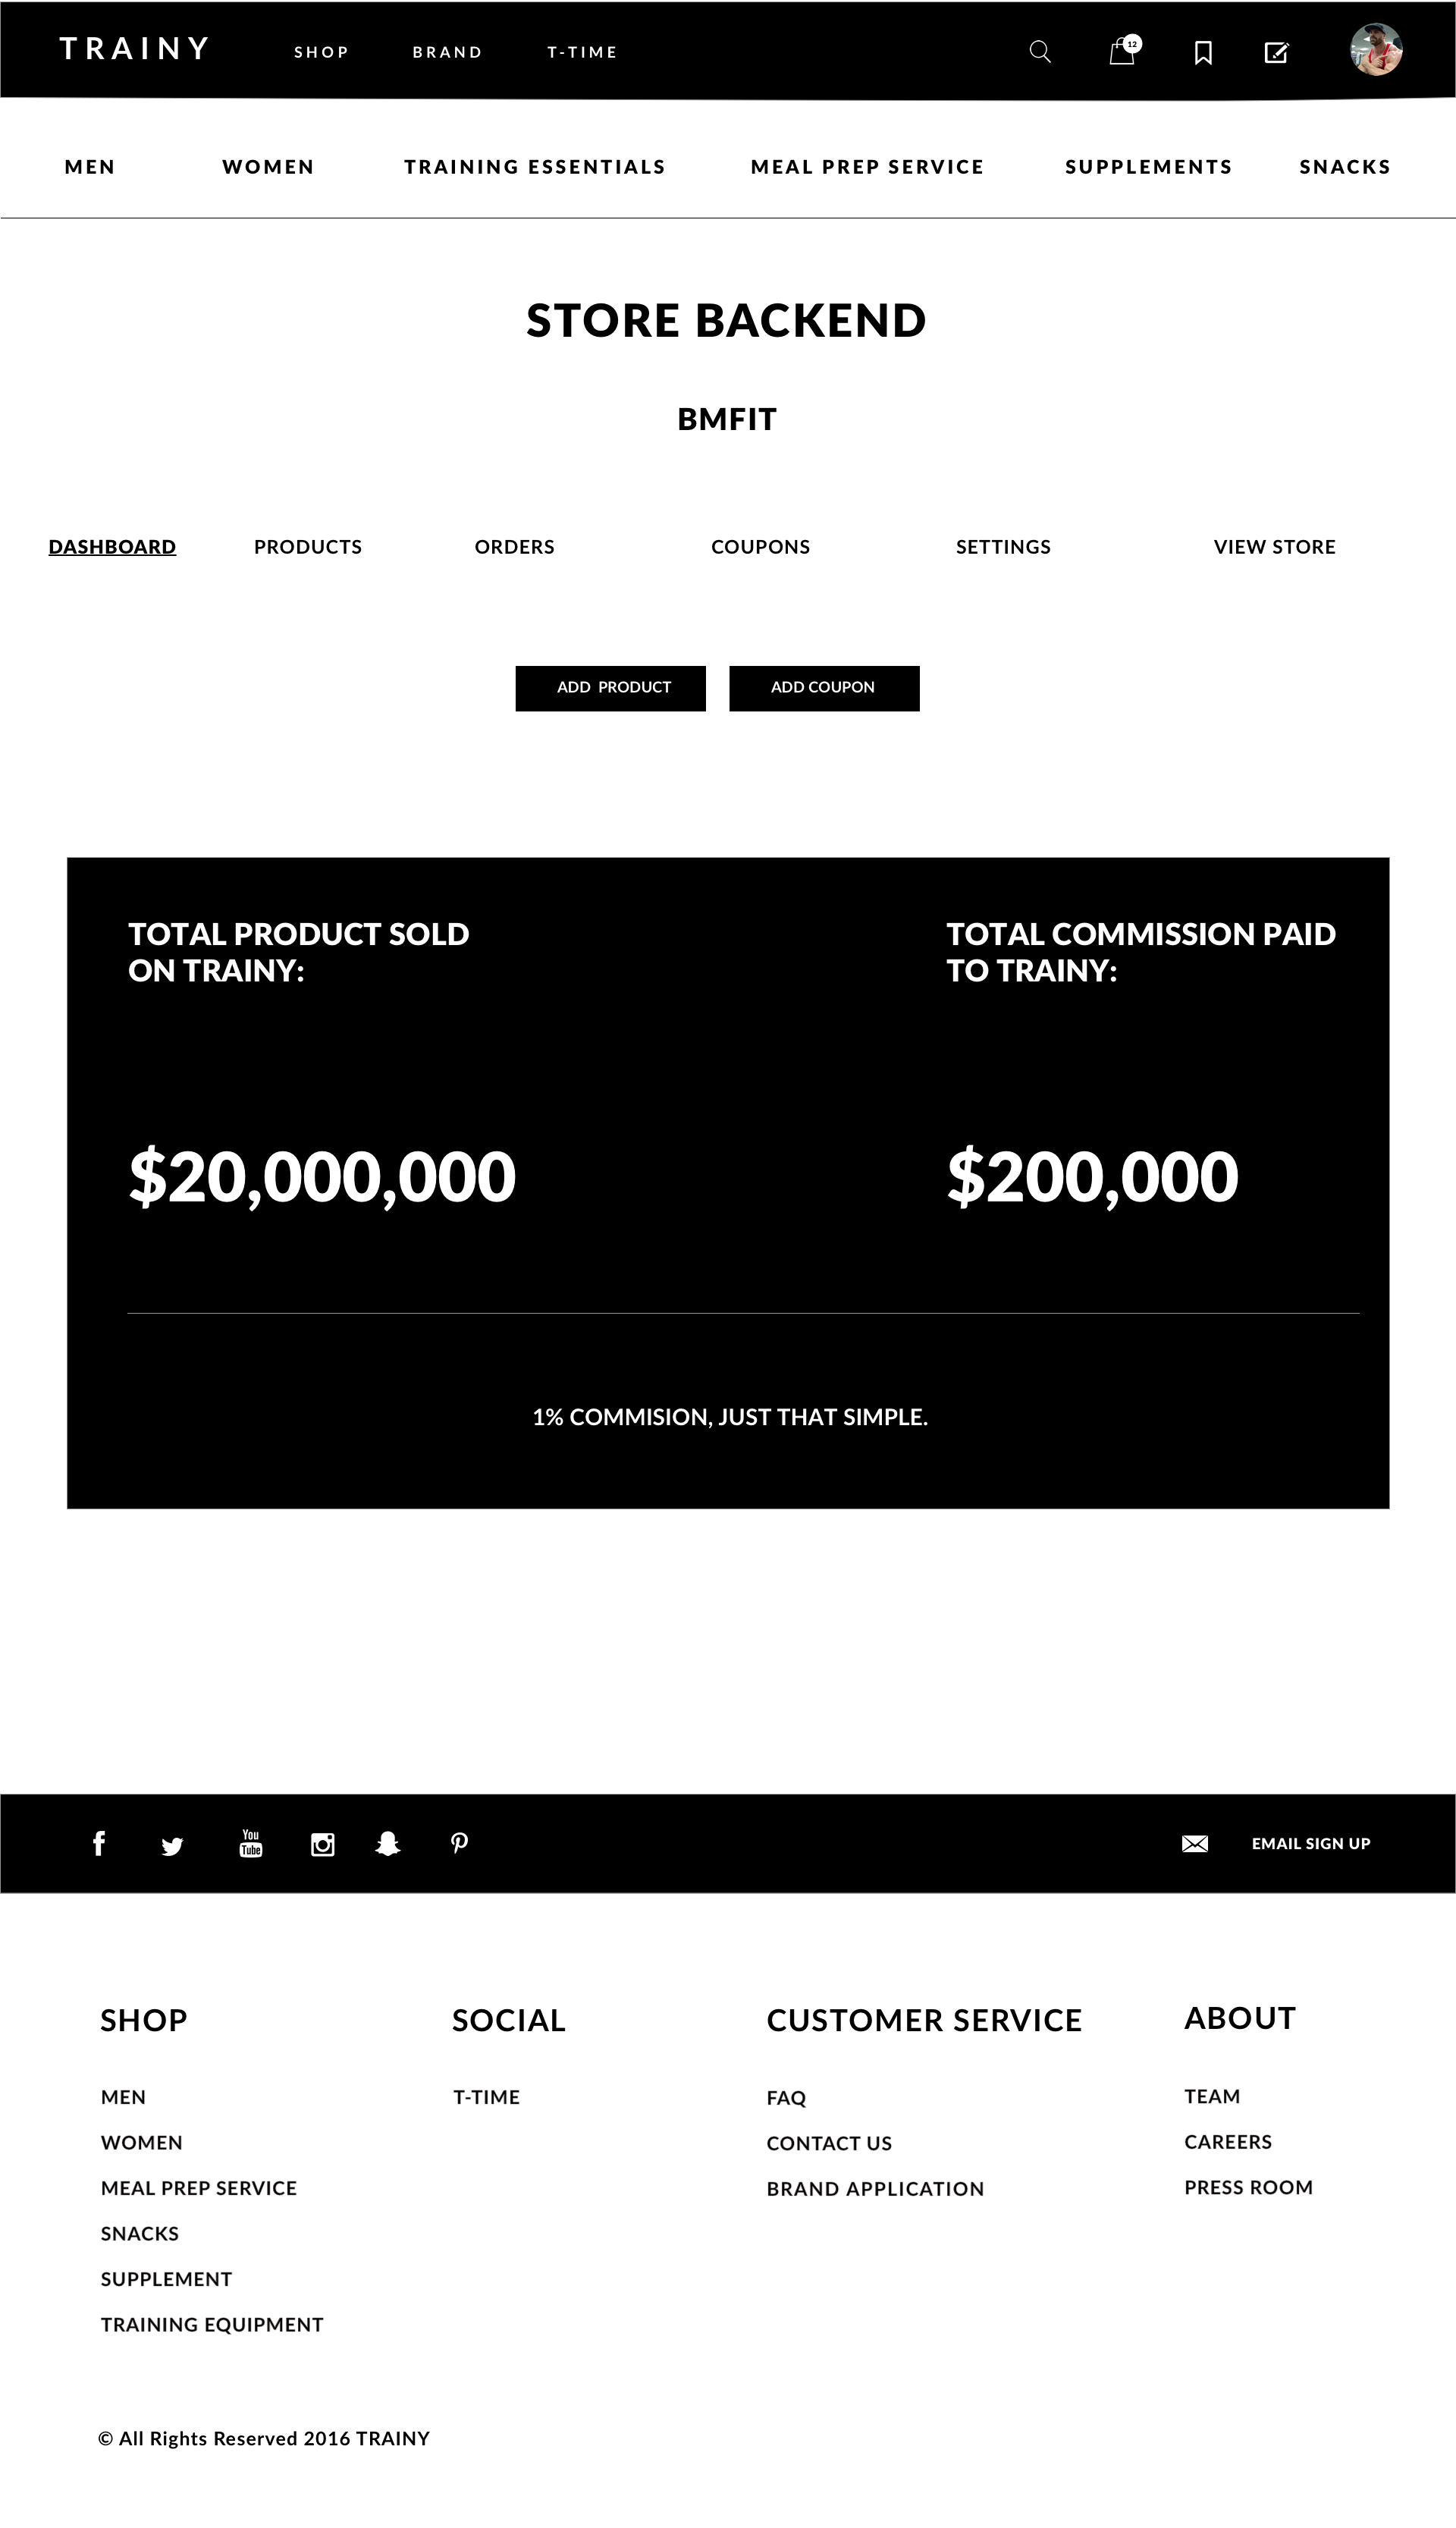 TRAINY SHOP BRAND T-TIME 12
MEN WOMEN TRAINING ESSENTIALS MEAL PREP SERVICE SUPPLEMENTS SNACKS
STORE BACKEND
BMFIT
DASHBOARD PRODUCTS ORDERS COUPONS SETTINGS VIEW STORE
ADD PRODUCT ADD COUPON
TOTAL PRODUCT SOLD
ON TRAINY:
TOTAL COMMISSION PAID
TO TRAINY:
$20,000,000 $200,000
1% COMMISION, JUST THAT SIMPLE.
You
Tube
EMAIL SIGN UP
SHOP
MEN
WOMEN
MEAL PREP SERVICE
SNACKS
SUPPLEMENT
TRAINING EQUIPMENT
SOCIAL
T-TIME
CUSTOMER SERVICE
FAQ
CONTACT US
BRAND APPLICATION
ABOUT
TEAM
CAREERS
PRESS ROOM
© All Rights Reserved 2016 TRAINY